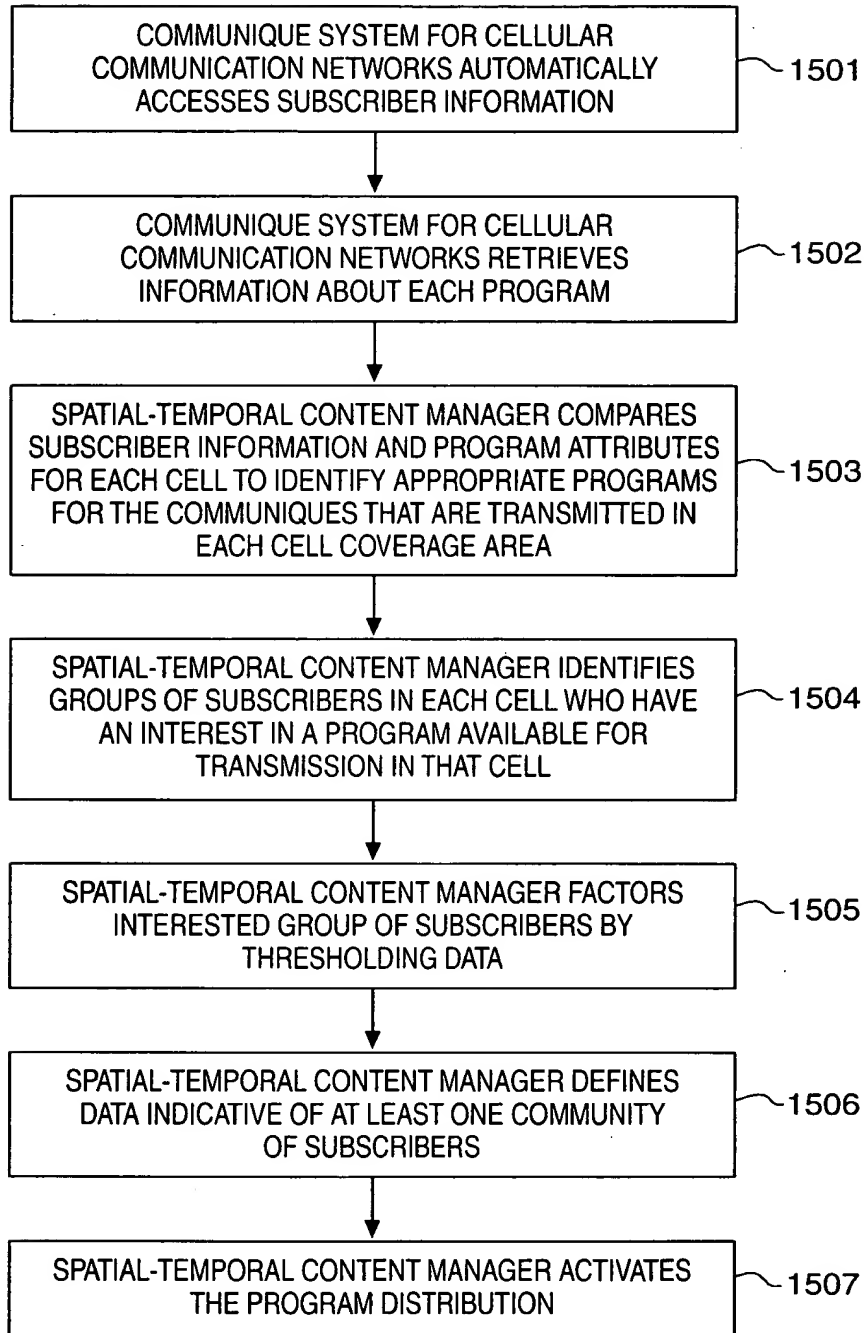 COMMUNIQUE SYSTEM FOR CELLULAR
COMMUNICATION NETWORKS AUTOMATICALLY
ACCESSES SUBSCRIBER INFORMATION
1501
COMMUNIQUE SYSTEM FOR CELLULAR
COMMUNICATION NETWORKS RETRIEVES
INFORMATION ABOUT EACH PROGRAM
1502
SPATIAL-TEMPORAL CONTENT MANAGER COMPARES
SUBSCRIBER INFORMATION AND PROGRAM ATTRIBUTES
FOR EACH CELL TO IDENTIFY APPROPRIATE PROGRAMS
FOR THE COMMUNIQUES THAT ARE TRANSMITTED IN
EACH CELL COVERAGE AREA
1503
SPATIAL-TEMPORAL CONTENT MANAGER IDENTIFIES
GROUPS OF SUBSCRIBERS IN EACH CELL WHO HAVE
AN INTEREST IN A PROGRAM AVAILABLE FOR
TRANSMISSION IN THAT CELL
1504
SPATIAL-TEMPORAL CONTENT MANAGER FACTORS
INTERESTED GROUP OF SUBSCRIBERS BY
THRESHOLDING DATA
1505
SPATIAL-TEMPORAL CONTENT MANAGER DEFINES
DATA INDICATIVE OF AT LEAST ONE COMMUNITY
OF SUBSCRIBERS
1506
SPATIAL-TEMPORAL CONTENT MANAGER ACTIVATES
THE PROGRAM DISTRIBUTION
1507